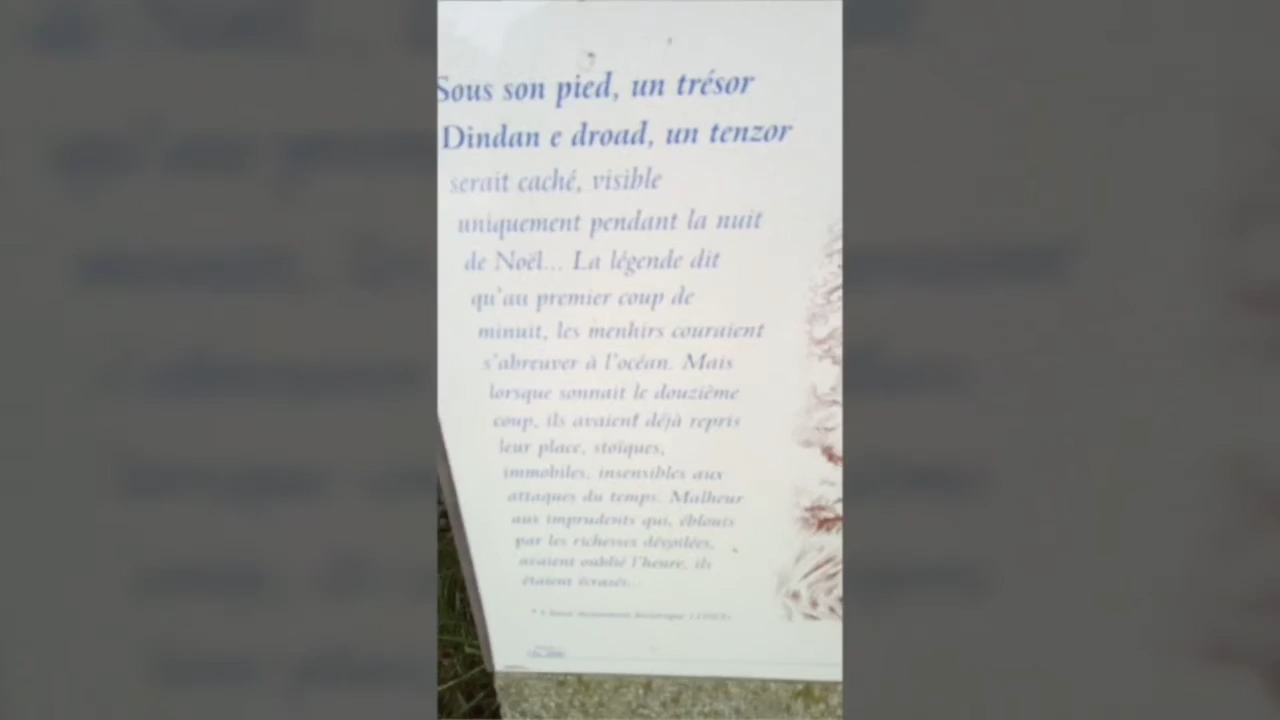 Sous son pied, un trésor
Dindan e droad, un tenzor
serait caché, visible
uniquement pendant la nuit
de Noël... La légende dit
qu'au premier coup de
minuit, les menhirs couraient
s'abreuver à l'océan. Mais
lorsque sonnait le douzième
coup, ils avaient déjà repris
leur place, stoïques,
immobiles, insensibles aux
attaques du temps. Malheur
aux imprudents qui, éblouis
par les richesses dévoilées,
avaient oublié l'heure, ils
étaient écrasés...